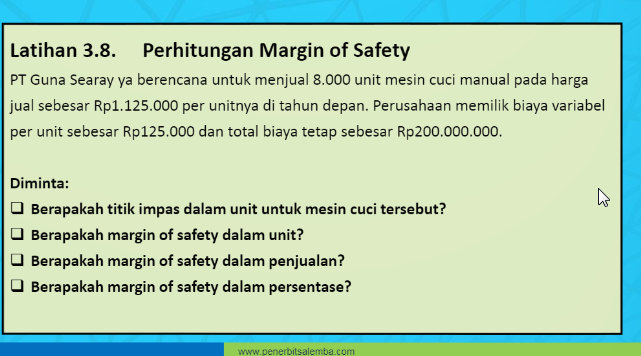 Latihan 3.8. Perhitungan Margin of Safety
PT Guna Searay ya berencana untuk menjual 8.000 unit mesin cuci manual pada harga
jual sebesar Rp1.125.000 per unitnya di tahun depan. Perusahaan memilik biaya variabel
per unit sebesar Rp125.000 dan total biaya tetap sebesar Rp200.000.000.
Diminta:
❑ Berapakah titik impas dalam unit untuk mesin cuci tersebut?
❑ Berapakah margin of safety dalam unit?
❑ Berapakah margin of safety dalam penjualan?
❑ Berapakah margin of safety dalam persentase?
www.penerbitsalemba.com